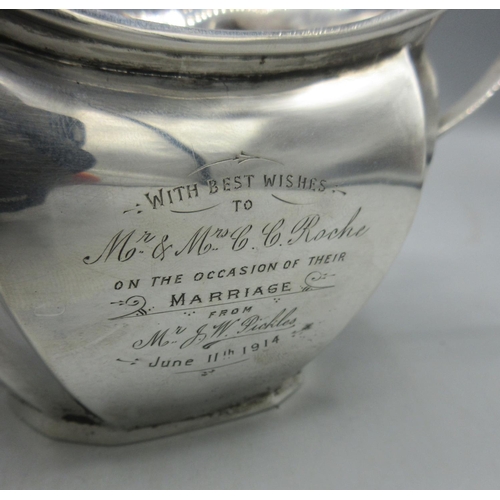 WITH BEST WISHES
TO
Mr & Mrs C. C. Roche
ON THE OCCASION OF THEIR
MARRIAGE
FROM
Mr J. W. Pickles
June 11th 1914